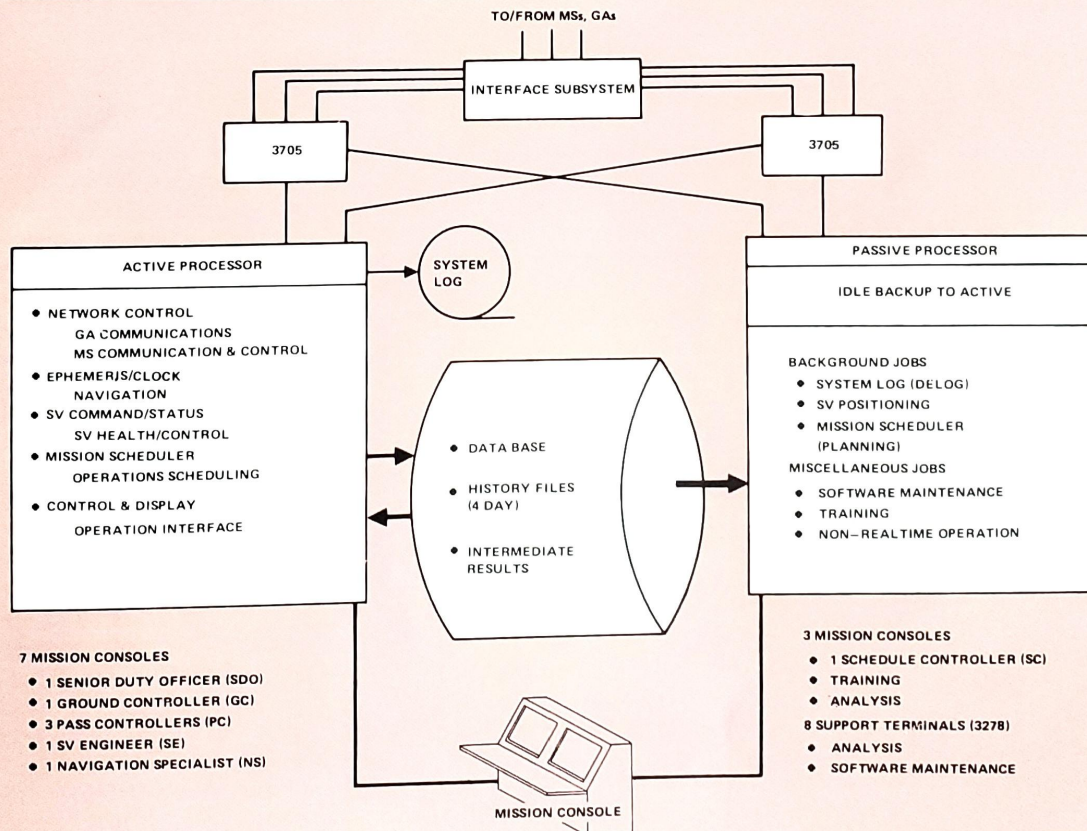 TO/FROM MSs, GAs
INTERFACE SUBSYSTEM
3705
3705
ACTIVE PROCESSOR
● NETWORK CONTROL
GA COMMUNICATIONS
MS COMMUNICATION & CONTROL
● EPHEMERIS/CLOCK
NAVIGATION
● SV COMMAND/STATUS
SV HEALTH/CONTROL
● MISSION SCHEDULER
OPERATIONS SCHEDULING
● CONTROL & DISPLAY
OPERATION INTERFACE
SYSTEM
LOG
● DATA BASE
● HISTORY FILES
(4 DAY)
● INTERMEDIATE
RESULTS
PASSIVE PROCESSOR
IDLE BACKUP TO ACTIVE
BACKGROUND JOBS
● SYSTEM LOG (DELOG)
● SV POSITIONING
● MISSION SCHEDULER
(PLANNING)
MISCELLANEOUS JOBS
● SOFTWARE MAINTENANCE
● TRAINING
● NON-REALTIME OPERATION
7 MISSION CONSOLES
● 1 SENIOR DUTY OFFICER (SDO)
● 1 GROUND CONTROLLER (GC)
● 3 PASS CONTROLLERS (PC)
● 1 SV ENGINEER (SE)
● 1 NAVIGATION SPECIALIST (NS)
MISSION CONSOLE
3 MISSION CONSOLES
● 1 SCHEDULE CONTROLLER (SC)
● TRAINING
● ANALYSIS
8 SUPPORT TERMINALS (3278)
● ANALYSIS
● SOFTWARE MAINTENANCE